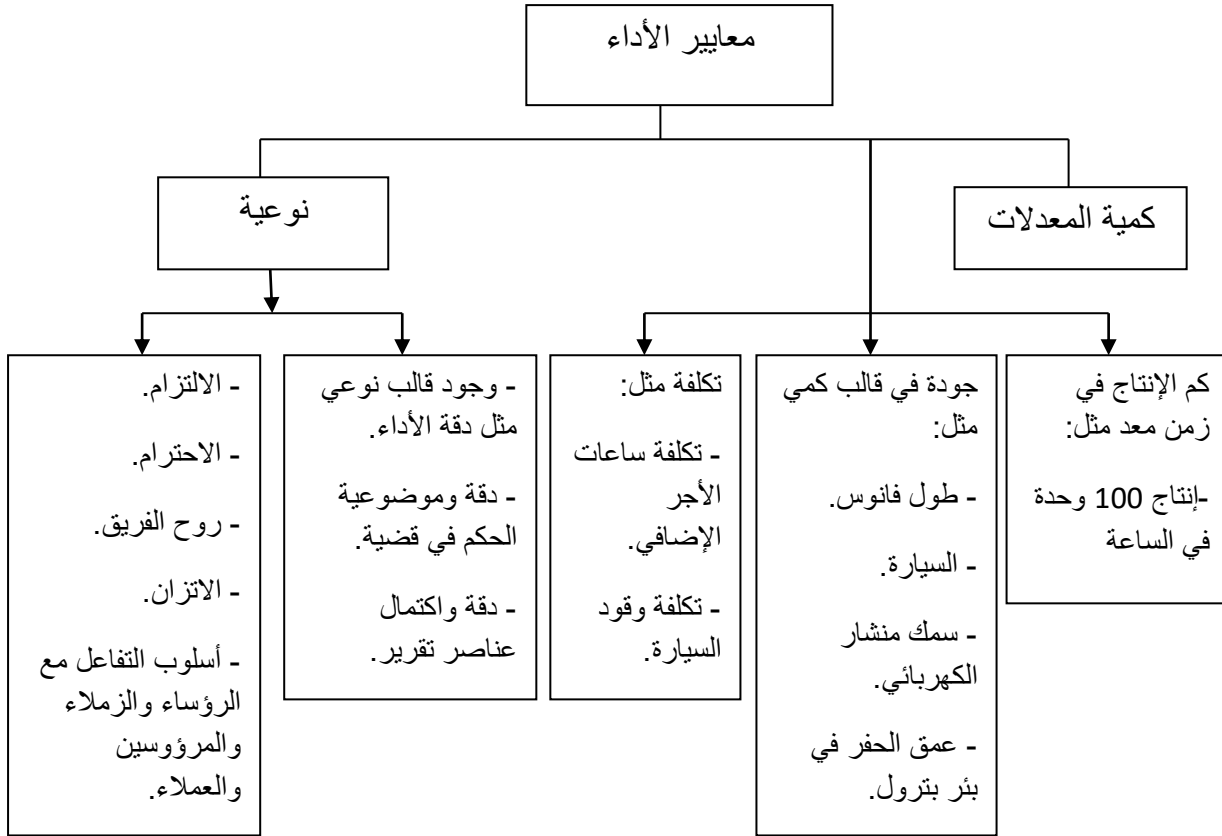 معايير الأداء
كمية المعدلات
نوعية
كم الإنتاج في
زمن معد مثل:
-إنتاج 100 وحدة
في الساعة
جودة في قالب كمي
مثل:
- طول فانوس.
- السيارة.
- سمك منشار
الكهربائي.
- عمق الحفر في
بئر بترول.
تكلفة مثل:
- تكلفة ساعات
الأجر
الإضافي.
- تكلفة وقود
السيارة.
- وجود قالب نوعي
مثل دقة الأداء.
- دقة وموضوعية
الحكم في قضية.
- دقة واكتمال
عناصر تقرير.
- الالتزام.
- الاحترام.
- روح الفريق.
- الاتزان.
- أسلوب التفاعل مع
الرؤساء والزملاء
والمرؤوسين
والعملاء.